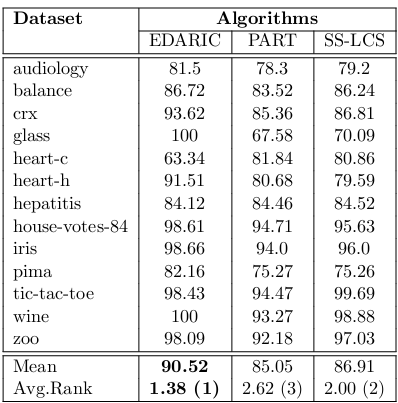 Dataset Algorithms
EDARIC PART SS-LCS
audiology 81.5 78.3 79.2
balance 86.72 83.52 86.24
crx 93.62 85.36 86.81
glass 100 67.58 70.09
heart-c 63.34 81.84 80.86
heart-h 91.51 80.68 79.59
hepatitis 84.12 84.46 84.52
house-votes-84 98.61 94.71 95.63
iris 98.66 94.0 96.0
pima 82.16 75.27 75.26
tic-tac-toe 98.43 94.47 99.69
wine 100 93.27 98.88
zoo 98.09 92.18 97.03
Mean 90.52 85.05 86.91
Avg.Rank 1.38 (1) 2.62 (3) 2.00 (2)